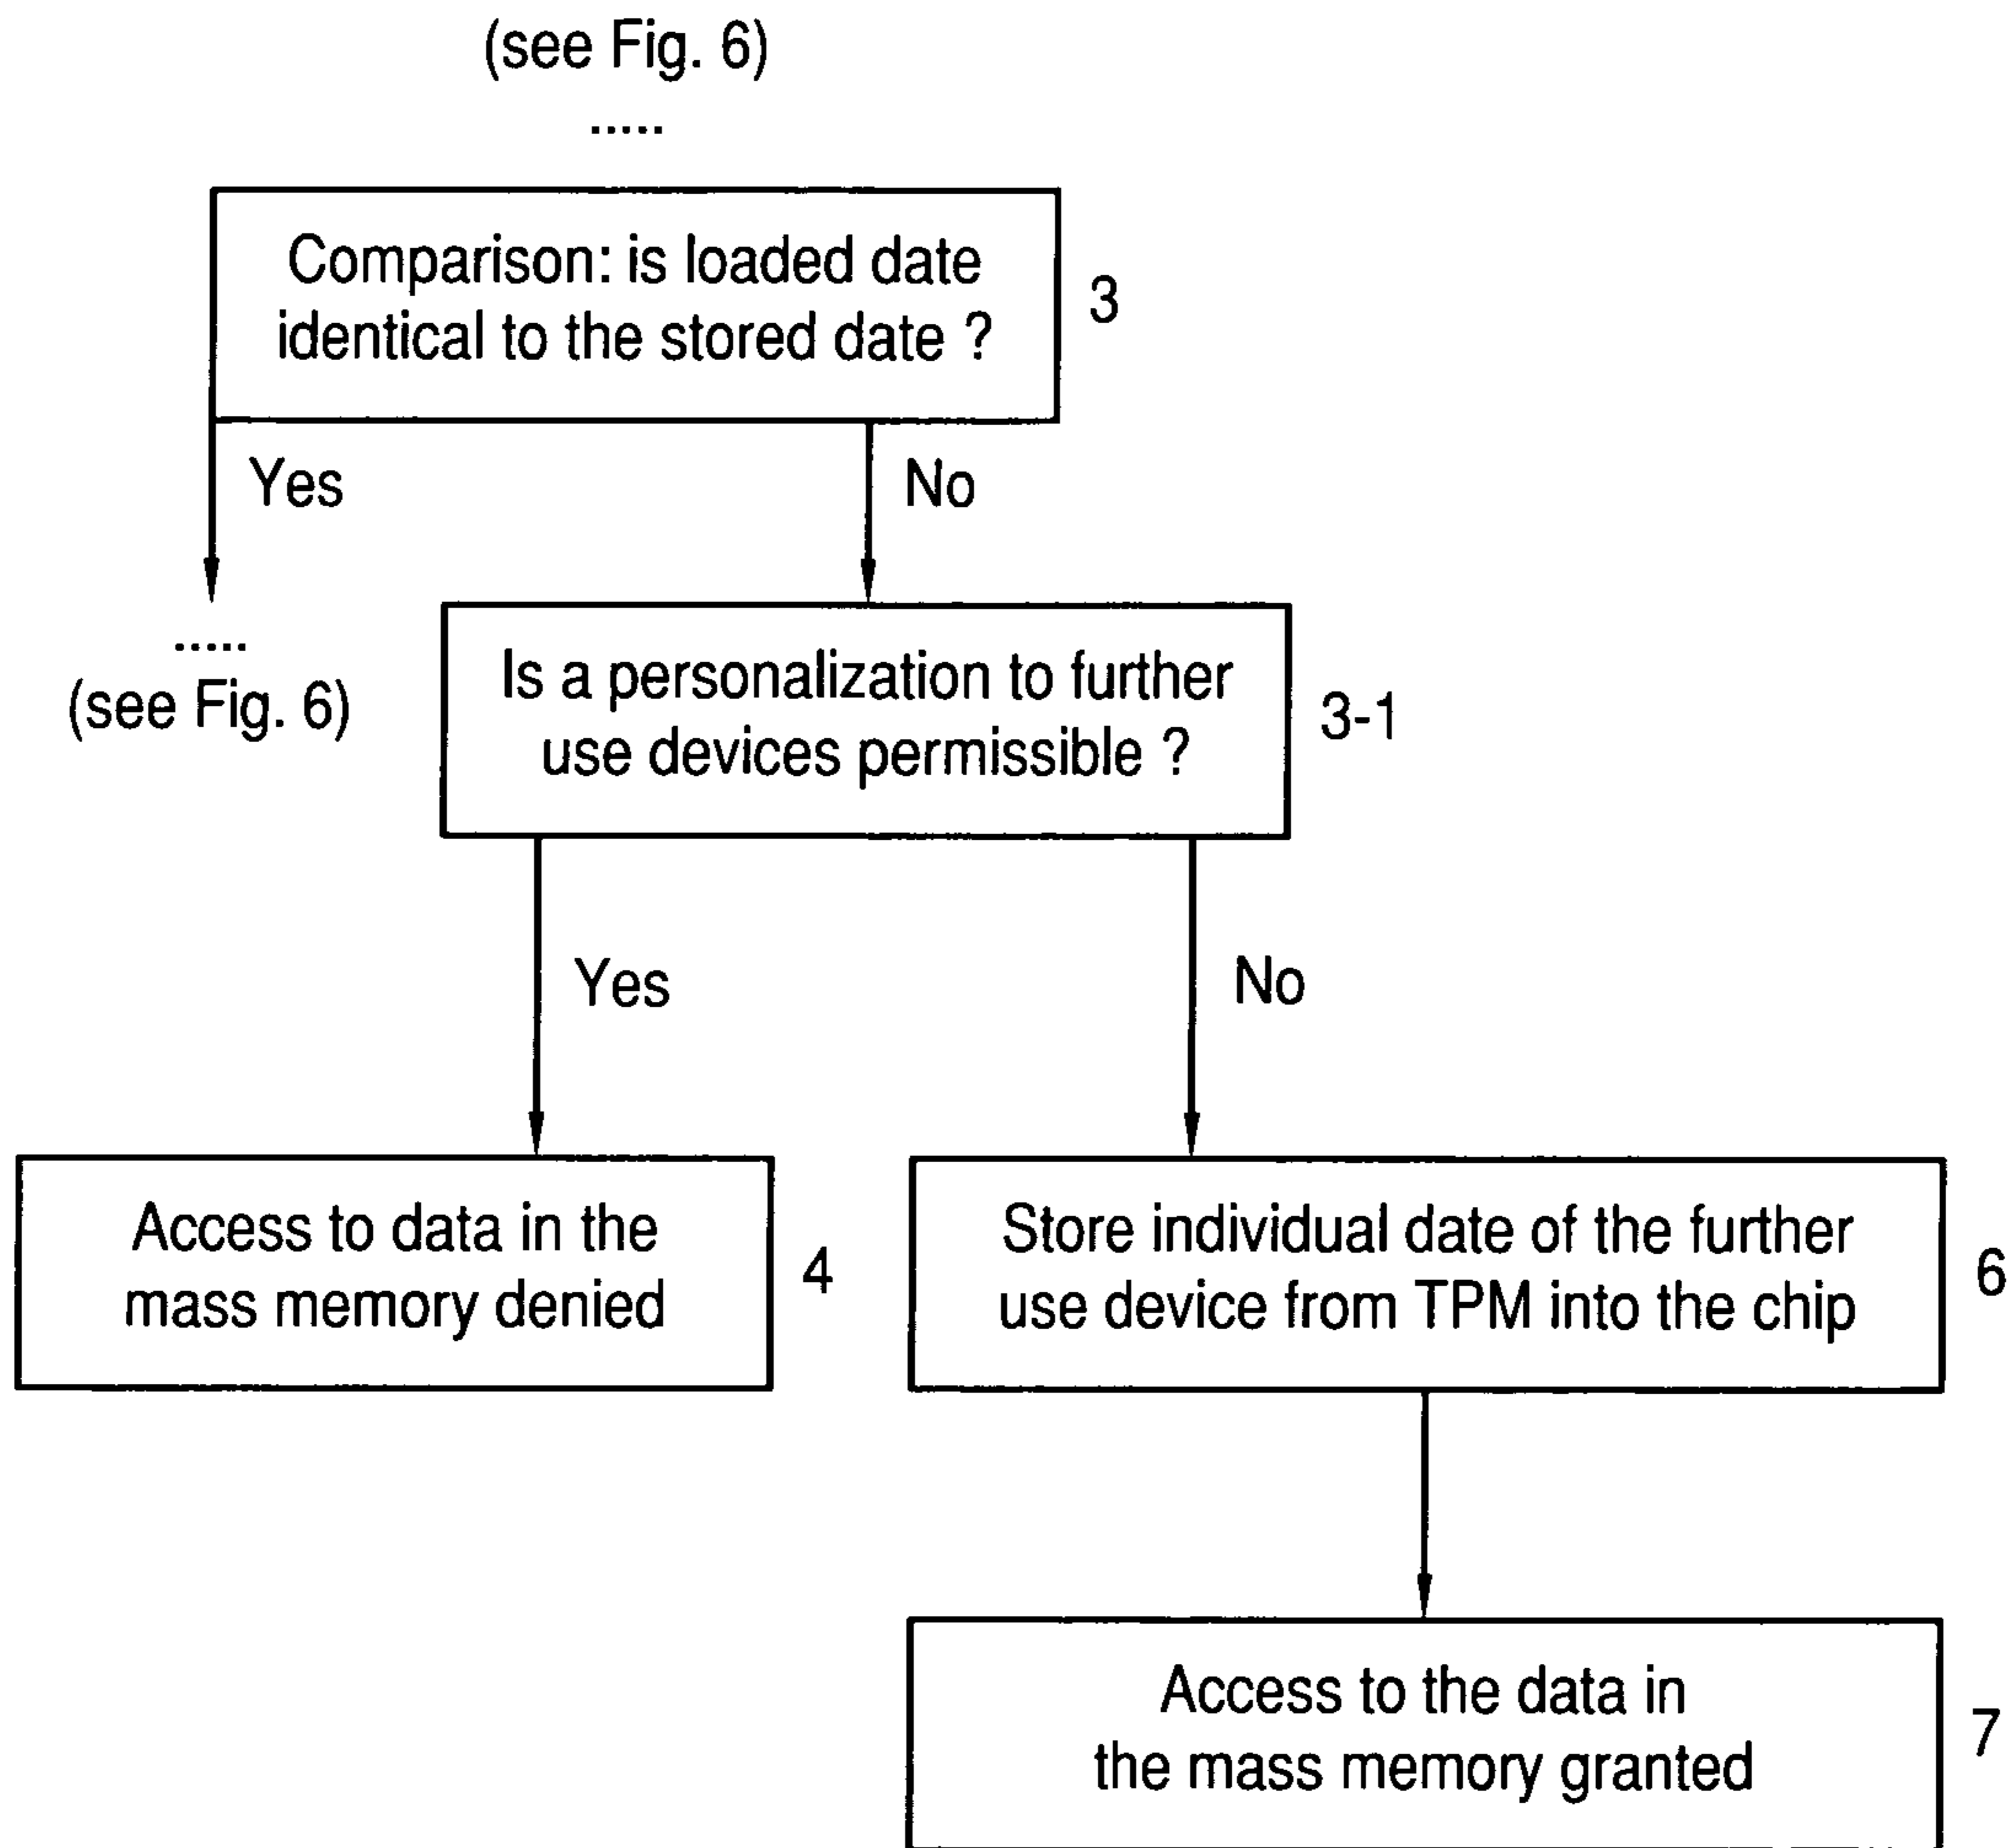 (see Fig. 6)
.....
Comparison: is loaded date
identical to the stored date ?
3
Yes
No
.....
(see Fig. 6)
Is a personalization to further
use devices permissible ?
3-1
Yes
No
Access to data in the
mass memory denied
4
Store individual date of the further
use device from TPM into the chip
6
Access to the data in
the mass memory granted
7